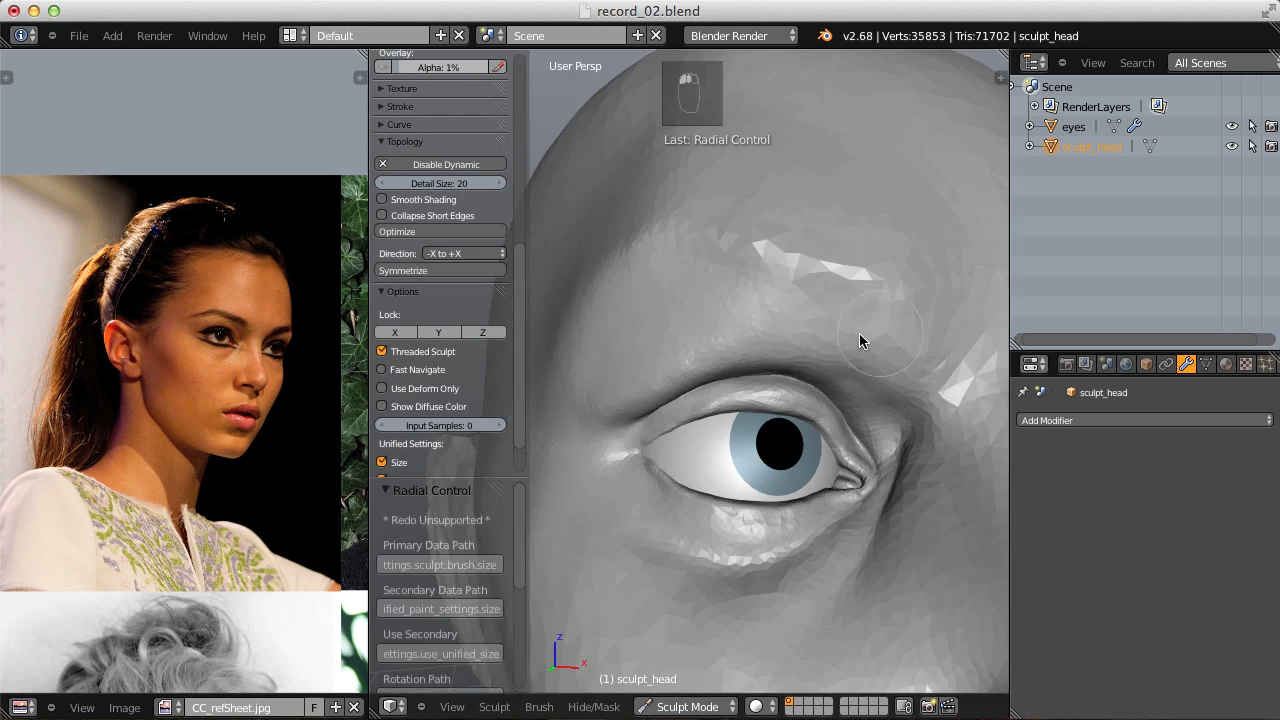 record_02.blend
File Add Render Window Help Default Scene Blender Render v2.68 | Verts:35853 | Tris:71702 | sculpt_head
Overlay:
Alpha: 1%
Texture
Stroke
Curve
Topology
Disable Dynamic
Detail Size: 20
Smooth Shading
Collapse Short Edges
Optimize
Direction: -X to +X
Symmetrize
Options
Lock:
X Y Z
Threaded Sculpt
Fast Navigate
Use Deform Only
Show Diffuse Color
Input Samples: 0
Unified Settings:
Size
Radial Control
* Redo Unsupported *
Primary Data Path
ttings.sculpt.brush.size
Secondary Data Path
ified_paint_settings.size
Use Secondary
ettings.use_unified_size
Rotation Path
User Persp
Last: Radial Control
z
x
(1) sculpt_head
View Search All Scenes
Scene
RenderLayers |
eyes |
sculpt_head |
sculpt_head
Add Modifier
View Image CC_refSheet.jpg F
View Sculpt Brush Hide/Mask Sculpt Mode